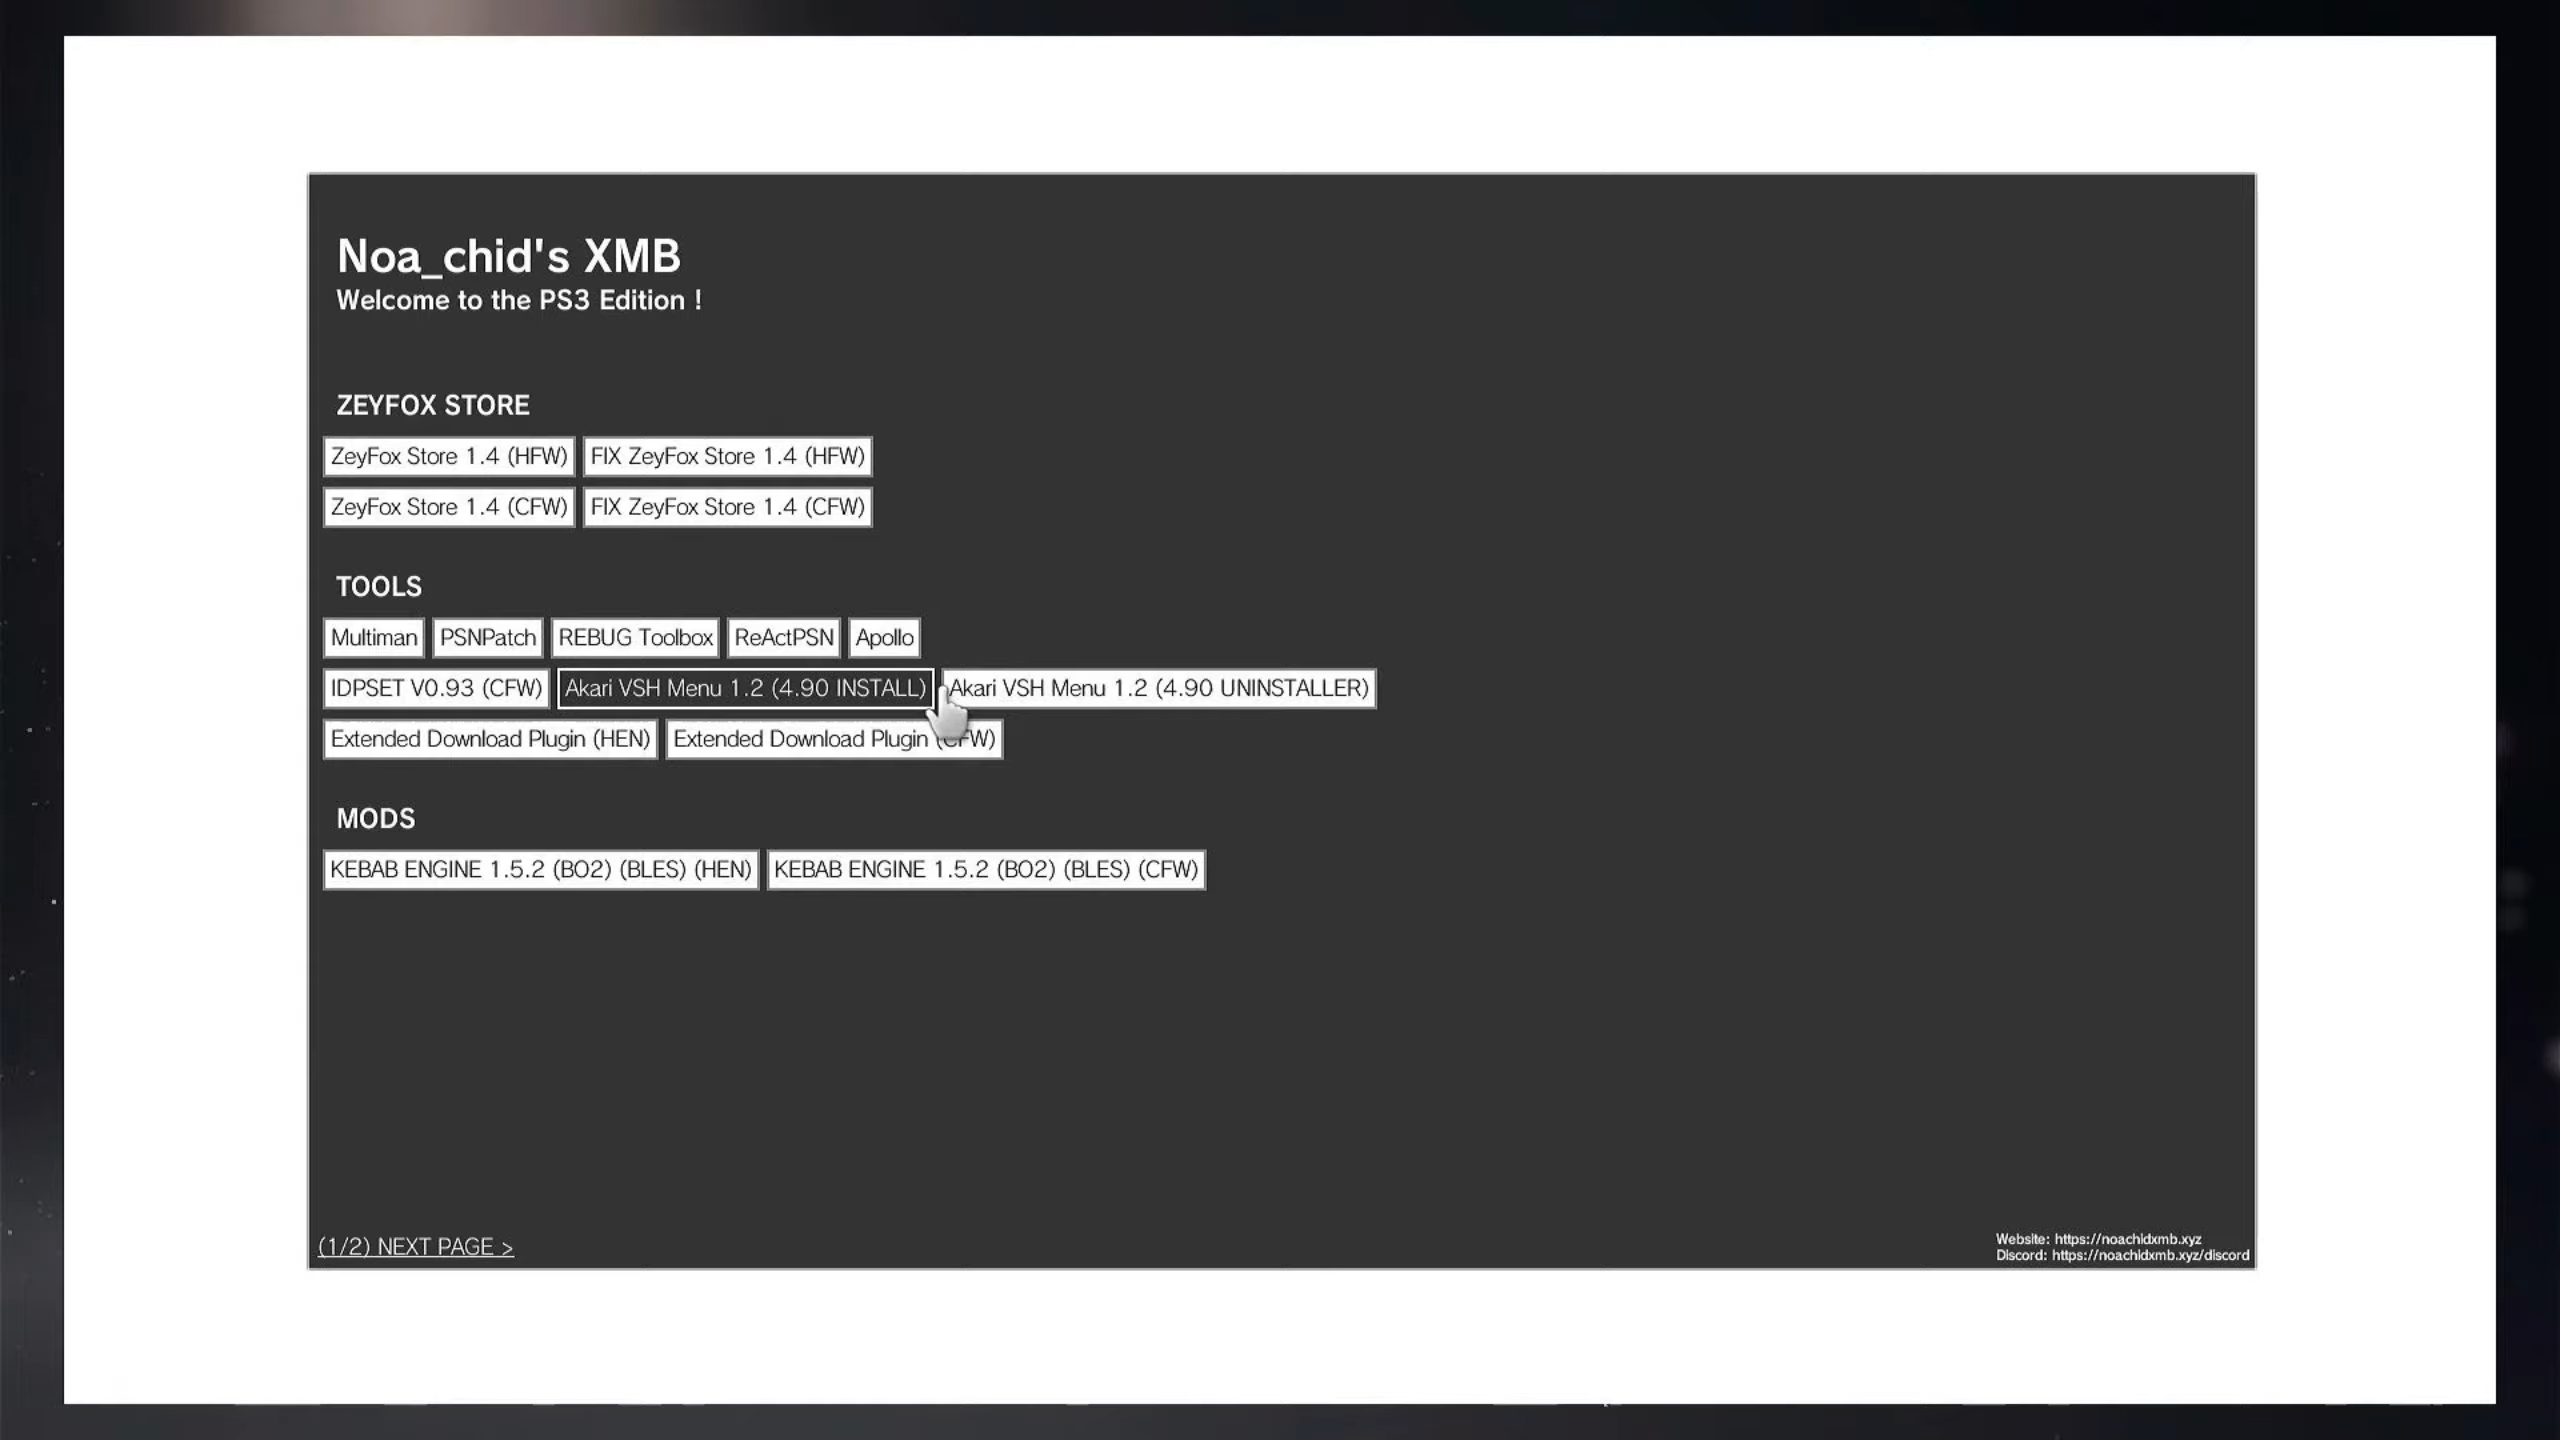 Noa_chid's XMB
Welcome to the PS3 Edition !
ZEYFOX STORE
ZeyFox Store 1.4 (HFW) FIX ZeyFox Store 1.4 (HFW)
ZeyFox Store 1.4 (CFW) FIX ZeyFox Store 1.4 (CFW)
TOOLS
Multiman PSNPatch REBUG Toolbox ReActPSN Apollo
IDPSET V0.93 (CFW) Akari VSH Menu 1.2 (4.90 INSTALL) Akari VSH Menu 1.2 (4.90 UNINSTALLER)
Extended Download Plugin (HEN) Extended Download Plugin (CFW)
MODS
KEBAB ENGINE 1.5.2 (BO2) (BLES) (HEN) KEBAB ENGINE 1.5.2 (BO2) (BLES) (CFW)
(1/2) NEXT PAGE >
Website: https://noachidxmb.xyz
Discord: https://noachidxmb.xyz/discord